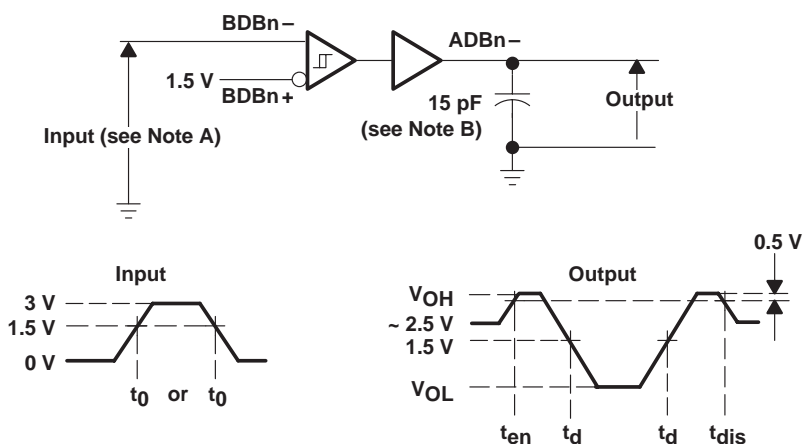 BDBn–
ADBn–
1.5 V
BDBn+
15 pF
(see Note B)
Output
Input (see Note A)
0.5 V
Input
Output
3 V
1.5 V
0 V
t0 or t0
VOH
~ 2.5 V
1.5 V
VOL
ten td td tdis